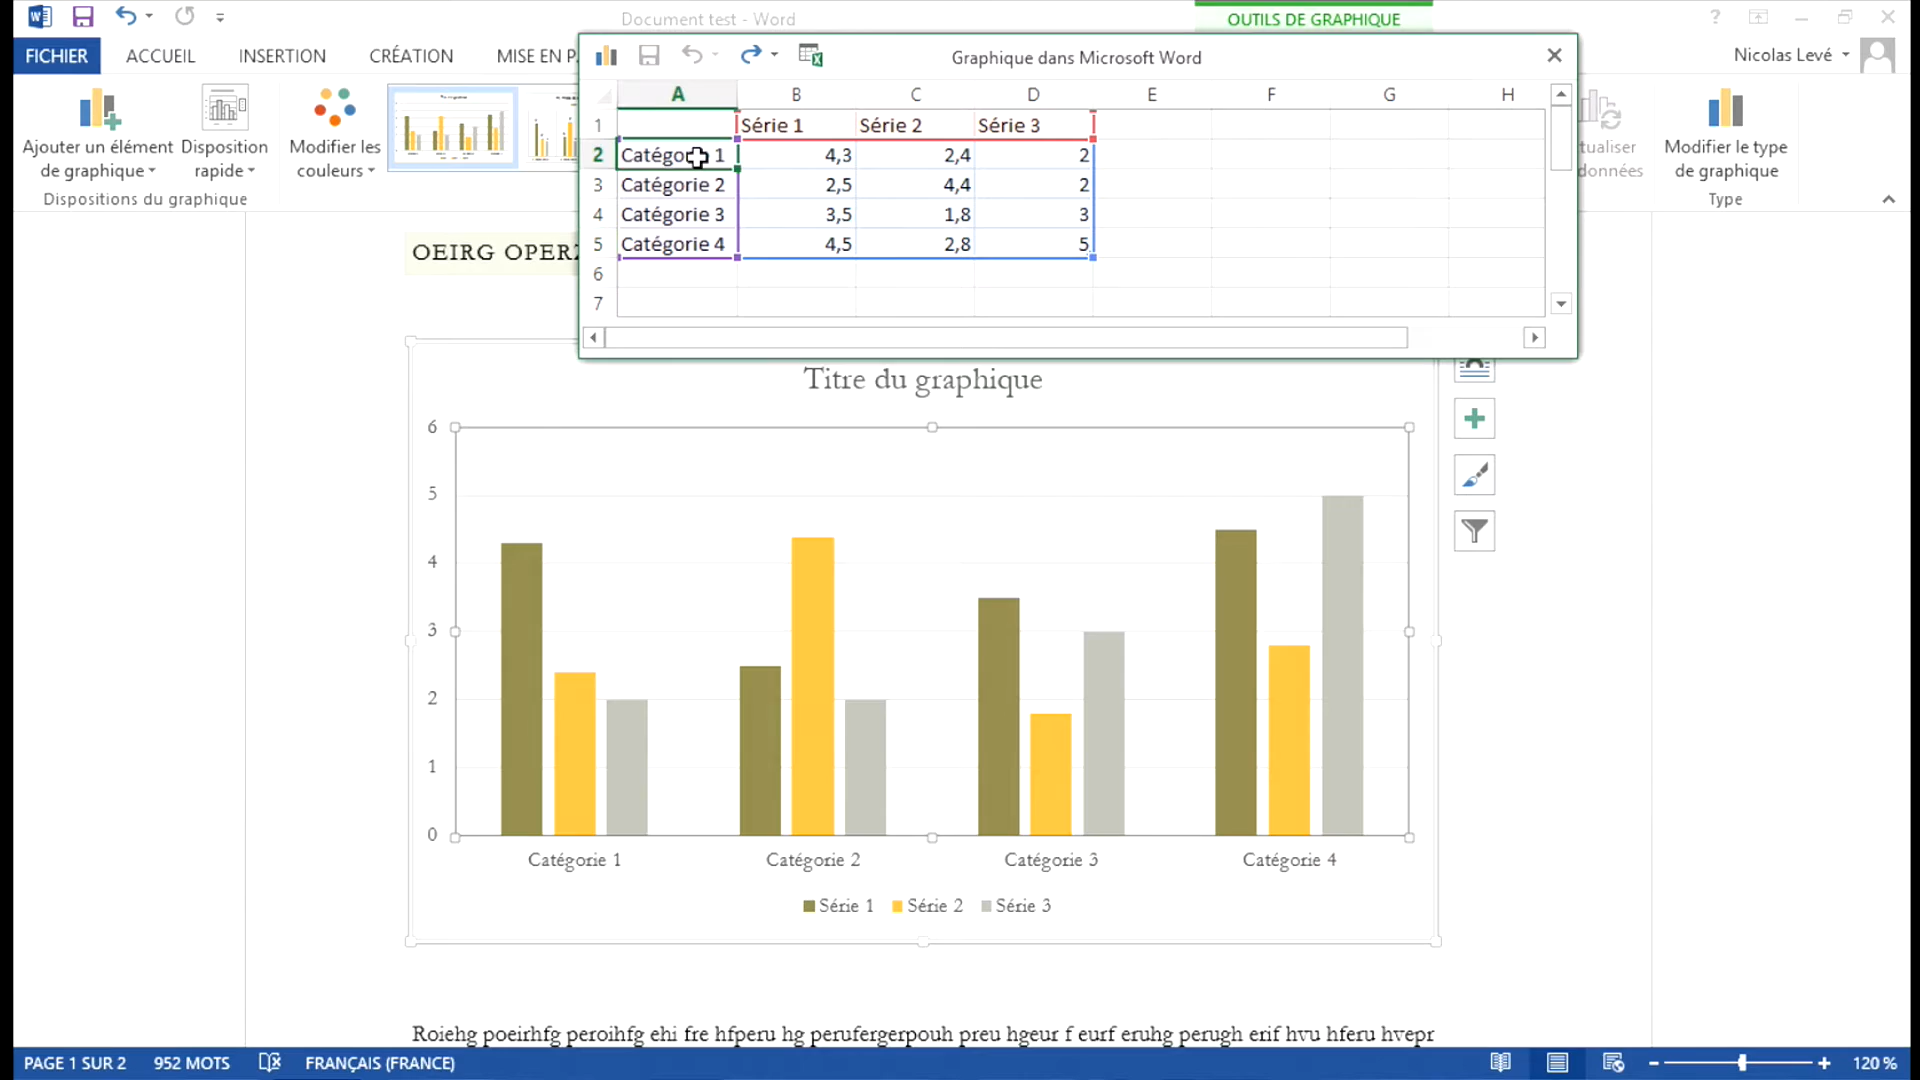 Document test - Word
OUTILS DE GRAPHIQUE
?
FICHIER
ACCUEIL
INSERTION
CRÉATION
MISE EN P
Nicolas Levé
Ajouter un élément
de graphique
Disposition
rapide
Modifier les
couleurs
Dispositions du graphique
données
Modifier le type
de graphique
Type
Graphique dans Microsoft Word
A B C D E F G H
1 Série 1 Série 2 Série 3
2 Catégorie 1 4,3 2,4 2
3 Catégorie 2 2,5 4,4 2
4 Catégorie 3 3,5 1,8 3
5 Catégorie 4 4,5 2,8 5
6
7
OEIRG OPERZ
Titre du graphique
6
5
4
3
2
1
0
Catégorie 1 Catégorie 2 Catégorie 3 Catégorie 4
Série 1 Série 2 Série 3
Roiehg poeirhfg peroihfg ehi fre hfperu hg perufergerpouh preu hgeur f eurf eruhg perugh erif hvu hferu hvepr
PAGE 1 SUR 2 952 MOTS FRANÇAIS (FRANCE) 120 %